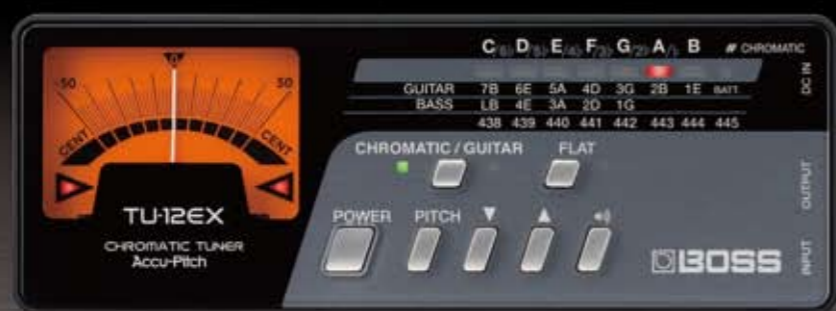 C/6♭ D/5♭ E/4♭ F/3♭ G/2♭ A/♭ B # CHROMATIC
GUITAR 7B 6E 5A 4D 3G 2B 1E BATT.
BASS LB 4E 3A 2D 1G
438 439 440 441 442 443 444 445
50 0 50
CENT CENT
TU-12EX
CHROMATIC TUNER
Accu-Pitch
CHROMATIC / GUITAR FLAT
POWER PITCH ▼ ▲
BOSS
DC IN
OUTPUT
INPUT